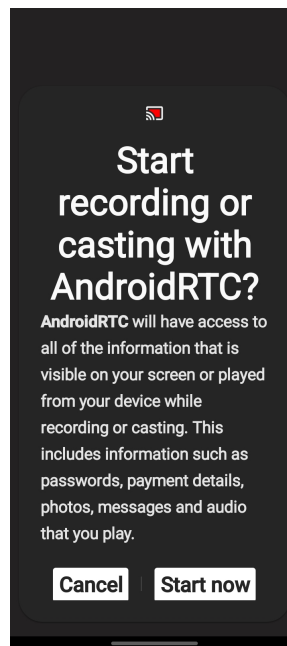 Start
recording or
casting with
AndroidRTC?
AndroidRTC will have access to
all of the information that is
visible on your screen or played
from your device while
recording or casting. This
includes information such as
passwords, payment details,
photos, messages and audio
that you play.
Cancel
Start now